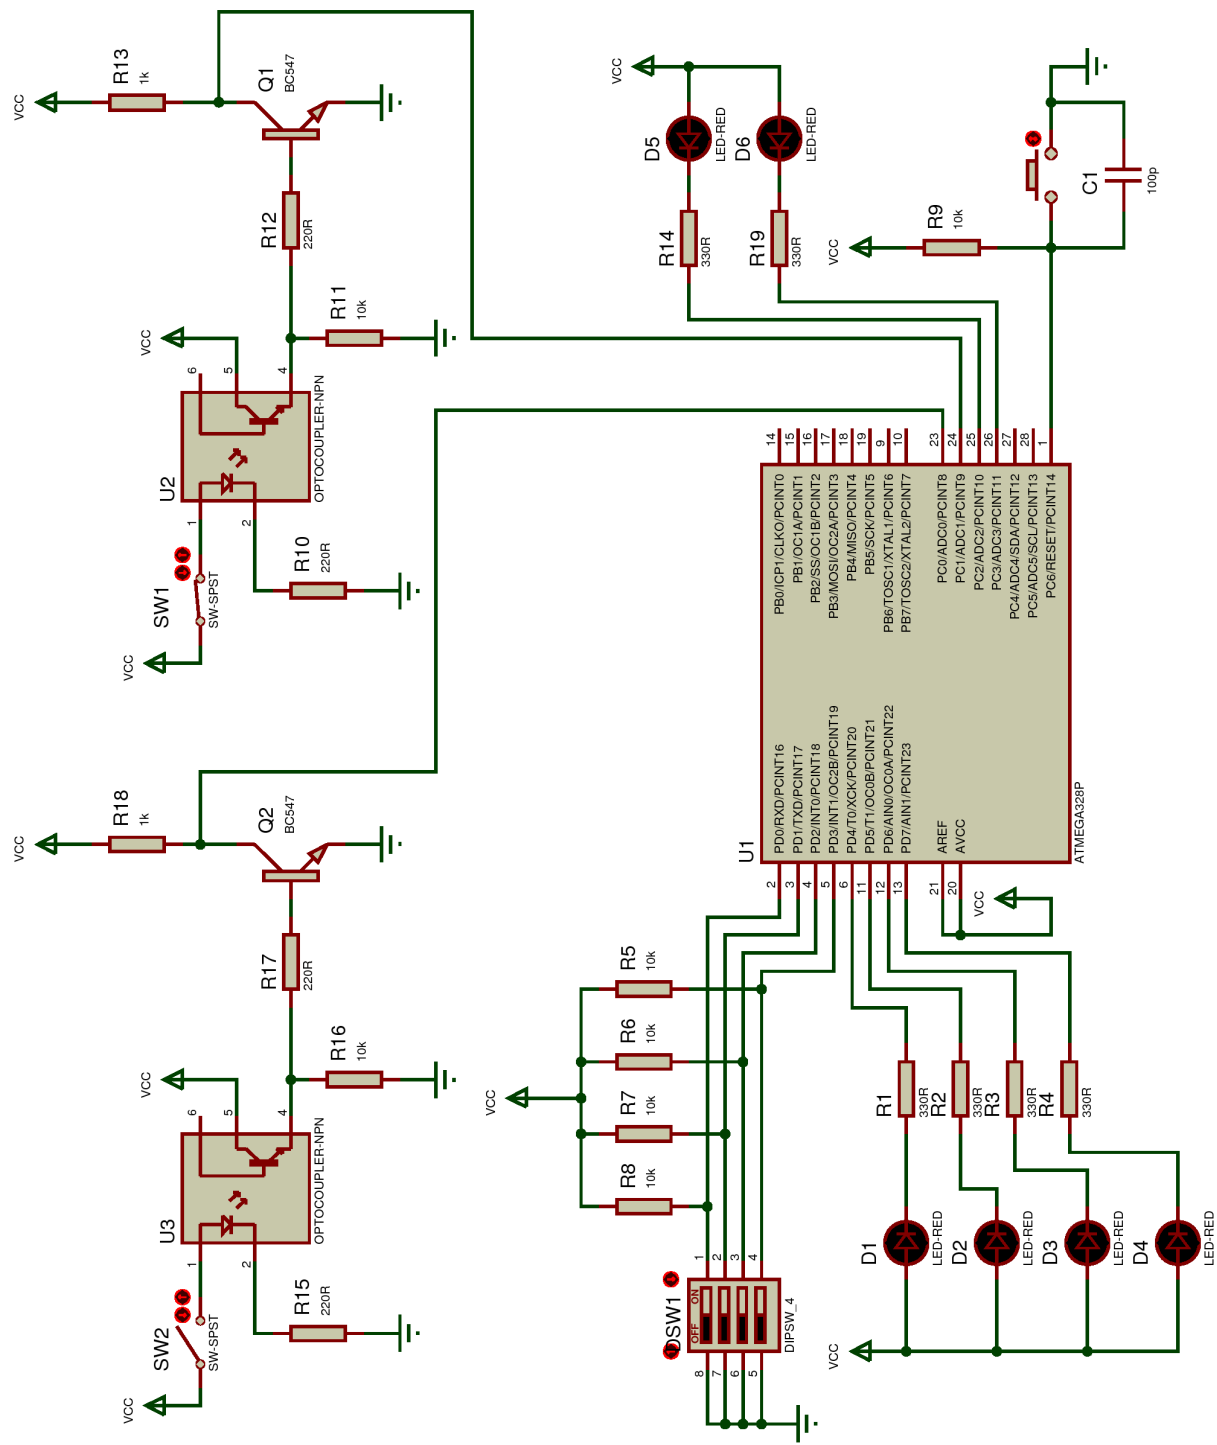 VCC
R13
1k
Q1
BC547
R12
220R
R11
10k
VCC
6
5
4
U2
OPTOCOUPLER-NPN
1
2
SW1
SW-SPST
VCC
R10
220R
VCC
R18
1k
Q2
BC547
R17
220R
R16
10k
VCC
6
5
4
U3
OPTOCOUPLER-NPN
1
2
SW2
SW-SPST
VCC
R15
220R
VCC
D5
LED-RED
D6
LED-RED
R14
330R
R19
330R
VCC
R9
10k
C1
100p
14
15
16
17
18
19
9
10
23
24
25
26
27
28
1
PB0/ICP1/CLKO/PCINT0
PB1/OC1A/PCINT1
PB2/SS/OC1B/PCINT2
PB3/MOSI/OC2A/PCINT3
PB4/MISO/PCINT4
PB5/SCK/PCINT5
PB6/TOSC1/XTAL1/PCINT6
PB7/TOSC2/XTAL2/PCINT7
PC0/ADC0/PCINT8
PC1/ADC1/PCINT9
PC2/ADC2/PCINT10
PC3/ADC3/PCINT11
PC4/ADC4/SDA/PCINT12
PC5/ADC5/SCL/PCINT13
PC6/RESET/PCINT14
PD0/RXD/PCINT16
PD1/TXD/PCINT17
PD2/INT0/PCINT18
PD3/INT1/OC2B/PCINT19
PD4/T0/XCK/PCINT20
PD5/T1/OC0B/PCINT21
PD6/AIN0/OC0A/PCINT22
PD7/AIN1/PCINT23
AREF
AVCC
U1
ATMEGA328P
2
3
4
5
6
11
12
13
21
20
VCC
R5
10k
R6
10k
R7
10k
R8
10k
VCC
R1
330R
R2
330R
R3
330R
R4
330R
D1
LED-RED
D2
LED-RED
D3
LED-RED
D4
LED-RED
VCC
1
2
3
4
DSW1
OFF
ON
DIPSW_4
8
7
6
5